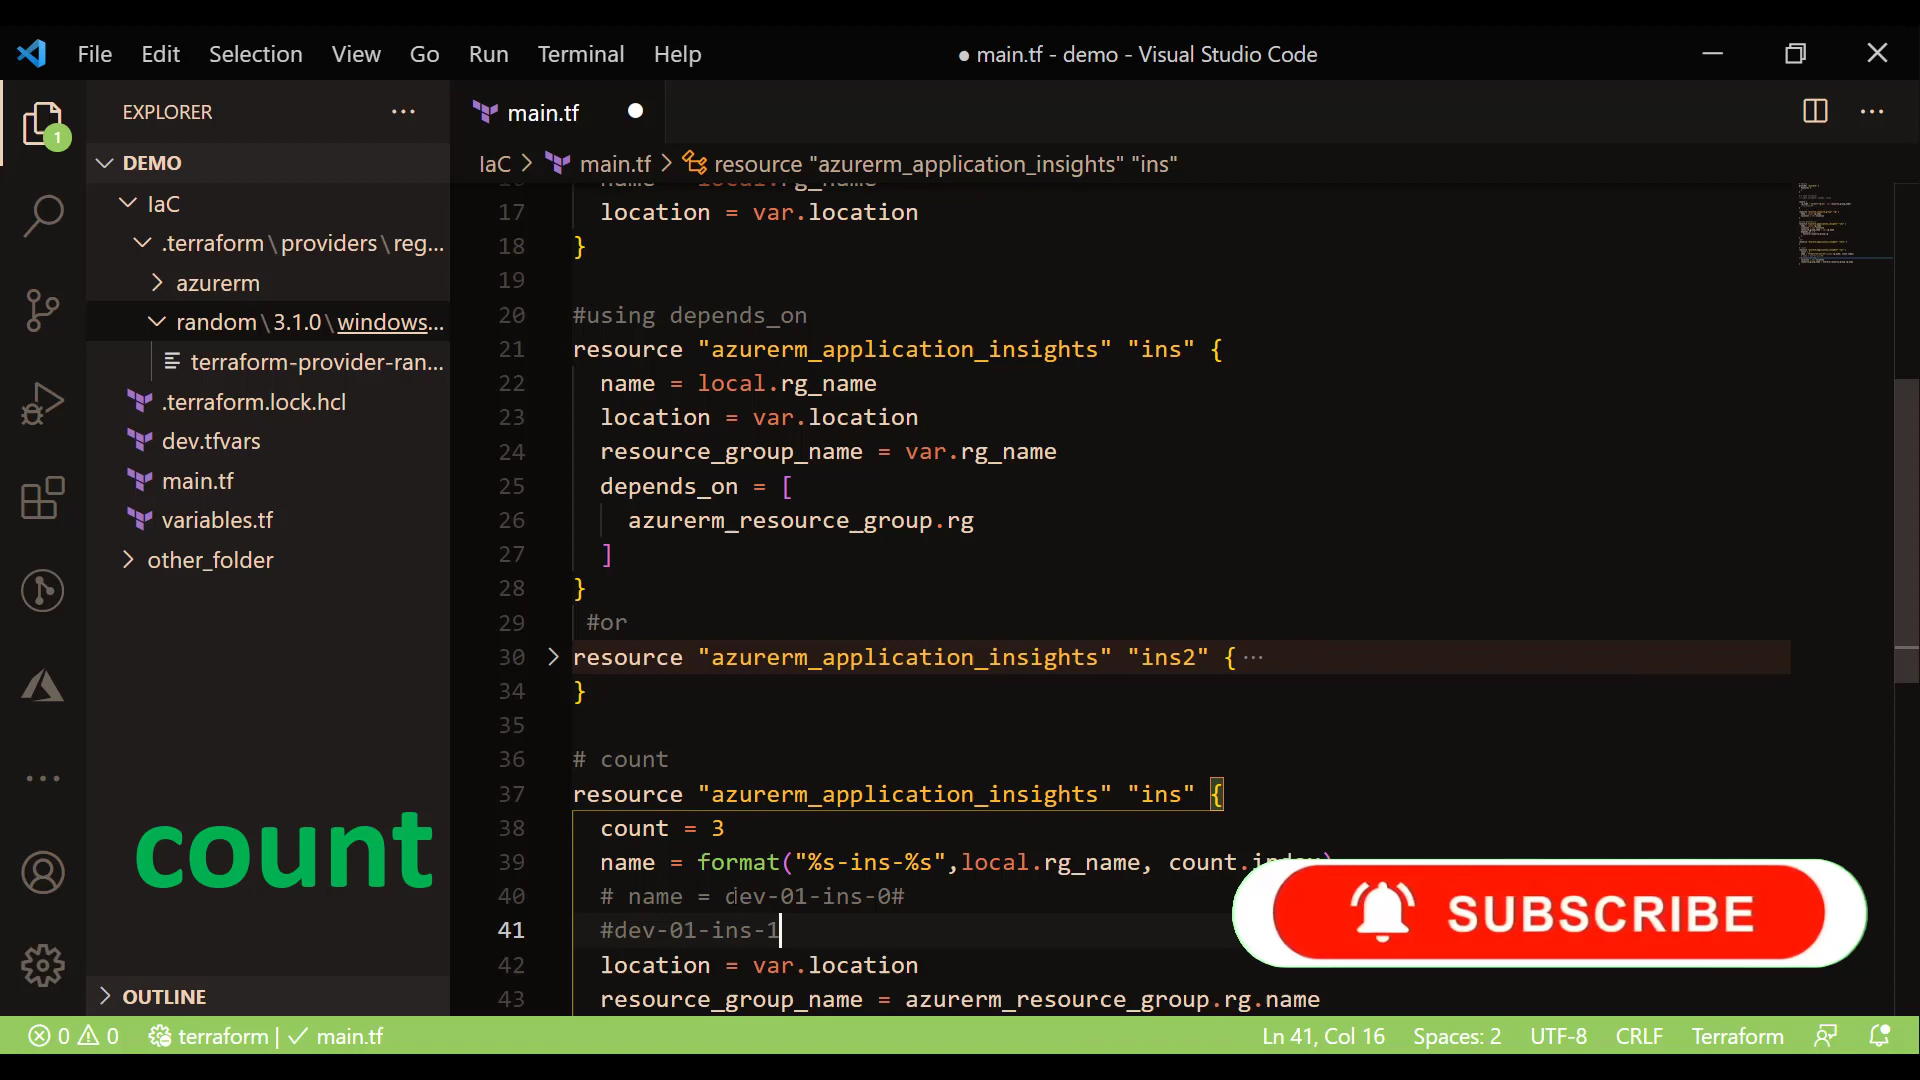 File Edit Selection View Go Run Terminal Help
● main.tf - demo - Visual Studio Code
EXPLORER
1
DEMO
IaC
.terraform\providers\reg...
azurerm
random\3.1.0\windows...
terraform-provider-ran...
.terraform.lock.hcl
dev.tfvars
main.tf
variables.tf
other_folder
count
OUTLINE
main.tf
IaC > main.tf > resource "azurerm_application_insights" "ins"
17 location = var.location
18 }
19
20 #using depends_on
21 resource "azurerm_application_insights" "ins" {
22 name = local.rg_name
23 location = var.location
24 resource_group_name = var.rg_name
25 depends_on = [
26 azurerm_resource_group.rg
27 ]
28 }
29 #or
30 resource "azurerm_application_insights" "ins2" {···
34 }
35
36 # count
37 resource "azurerm_application_insights" "ins" {
38 count = 3
39 name = format("%s-ins-%s",local.rg_name, count.index)
40 # name = dev-01-ins-0#
41 #dev-01-ins-1
42 location = var.location
43 resource_group_name = azurerm_resource_group.rg.name
SUBSCRIBE
0 0 terraform | ✓ main.tf
Ln 41, Col 16 Spaces: 2 UTF-8 CRLF Terraform